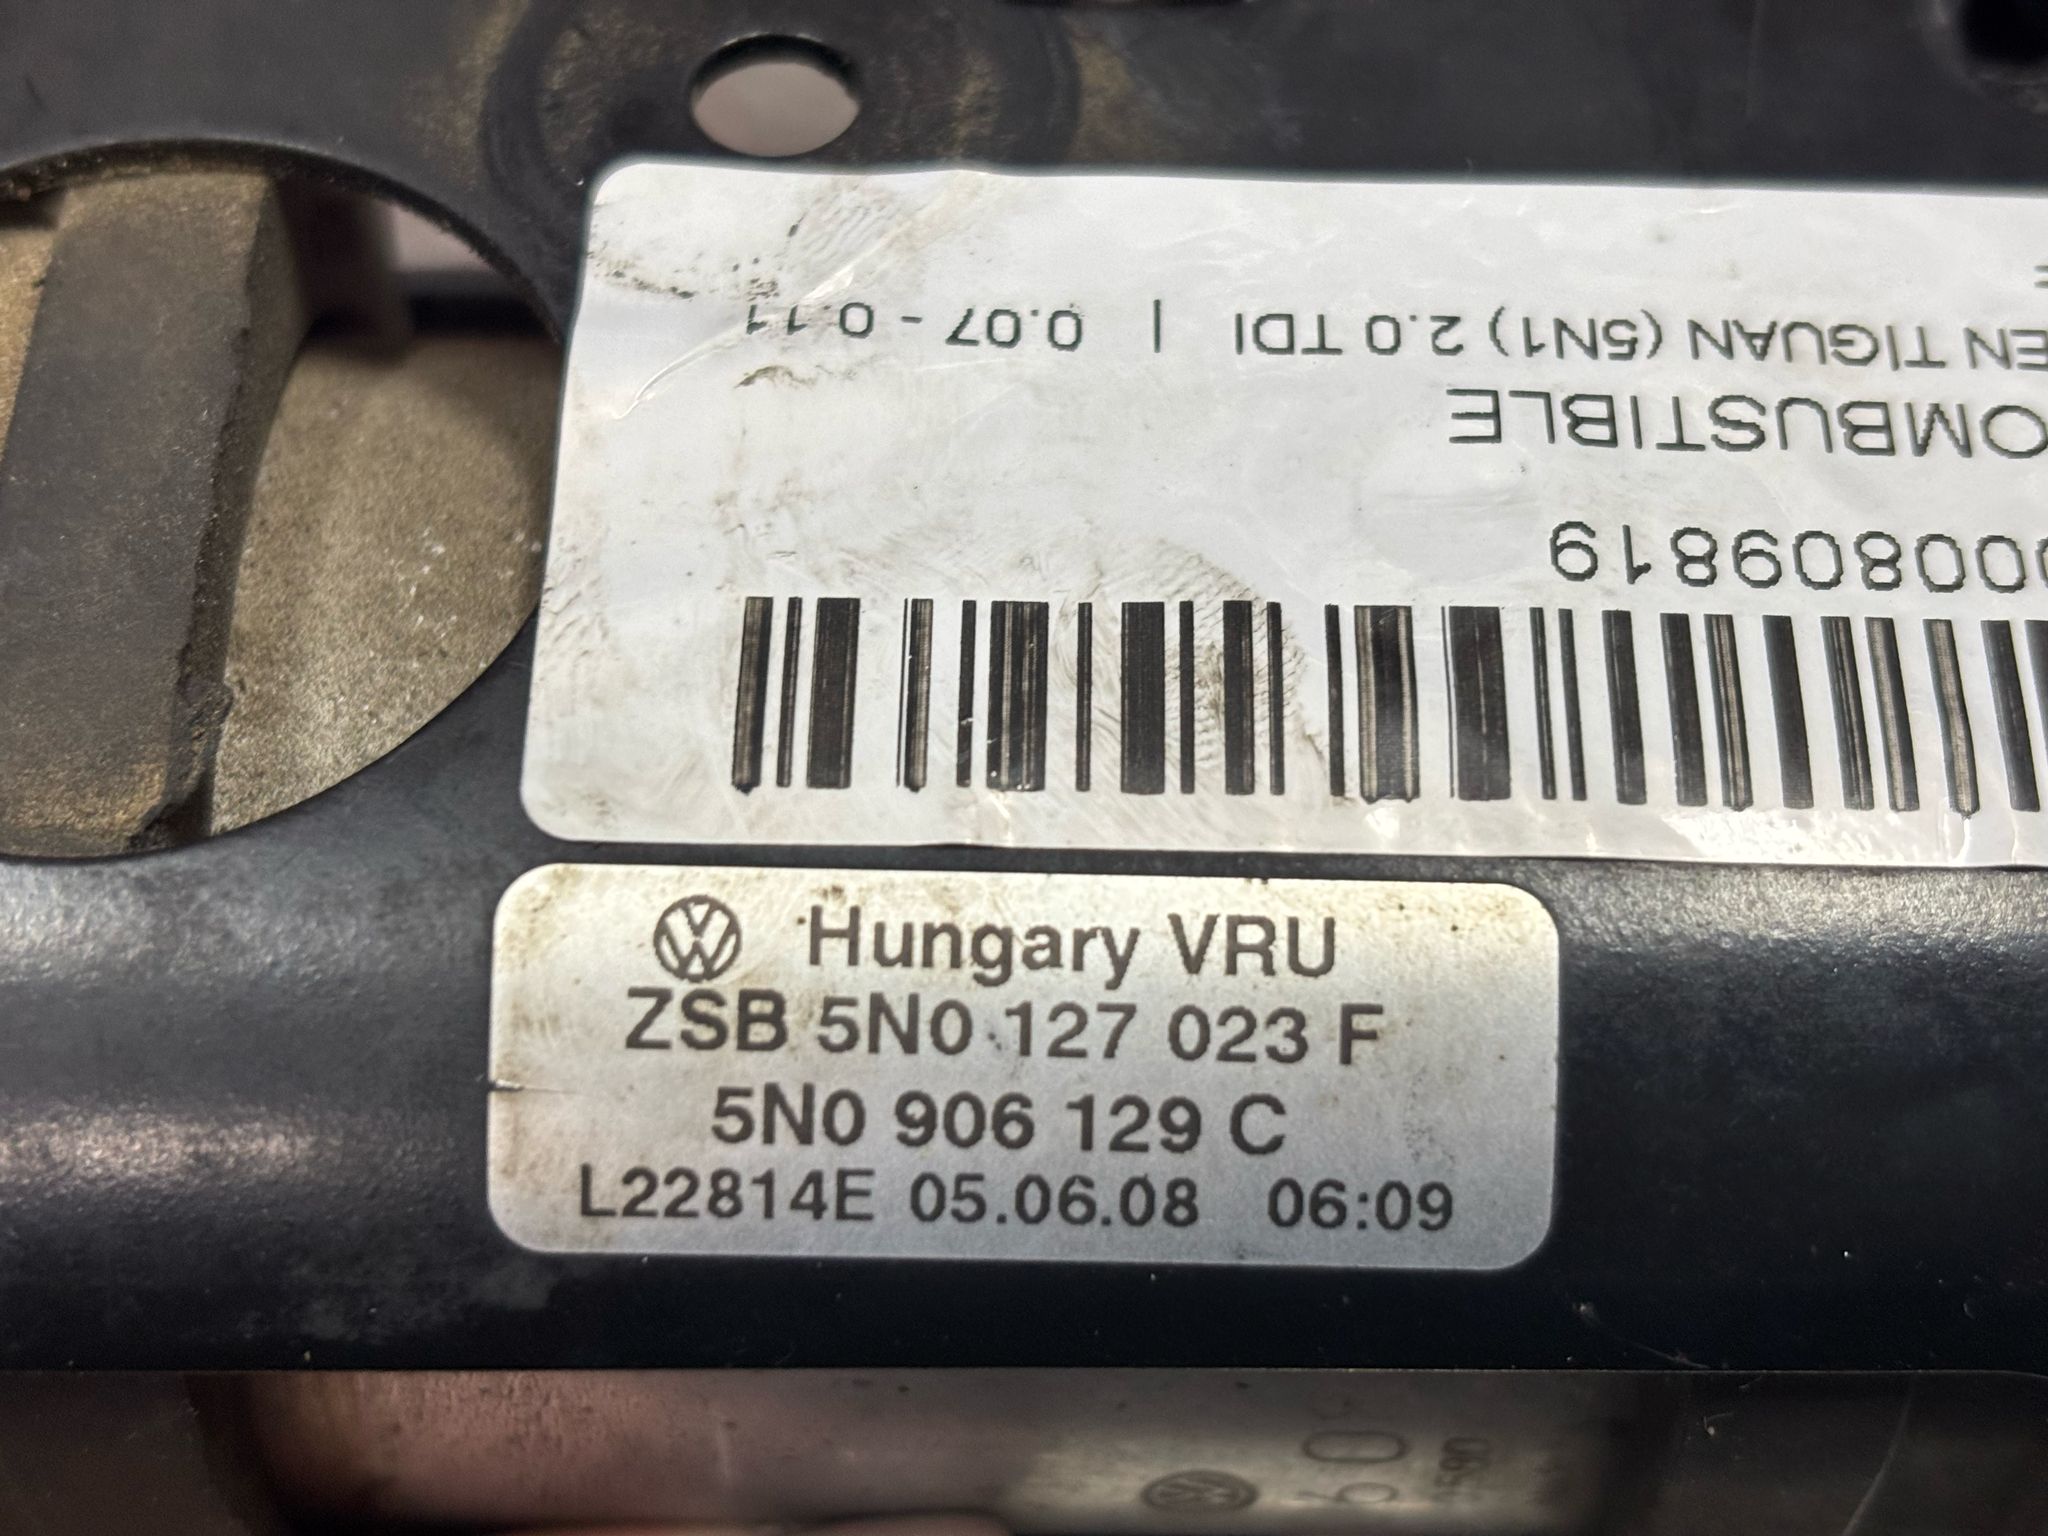 EN TIGUAN (5N1) 2.0 TDI | 0.07 - 0.11
OMBUSTIBLE
000809819
Hungary VRU
ZSB 5N0 127 023 F
5N0 906 129 C
L22814E 05.06.08 06:09